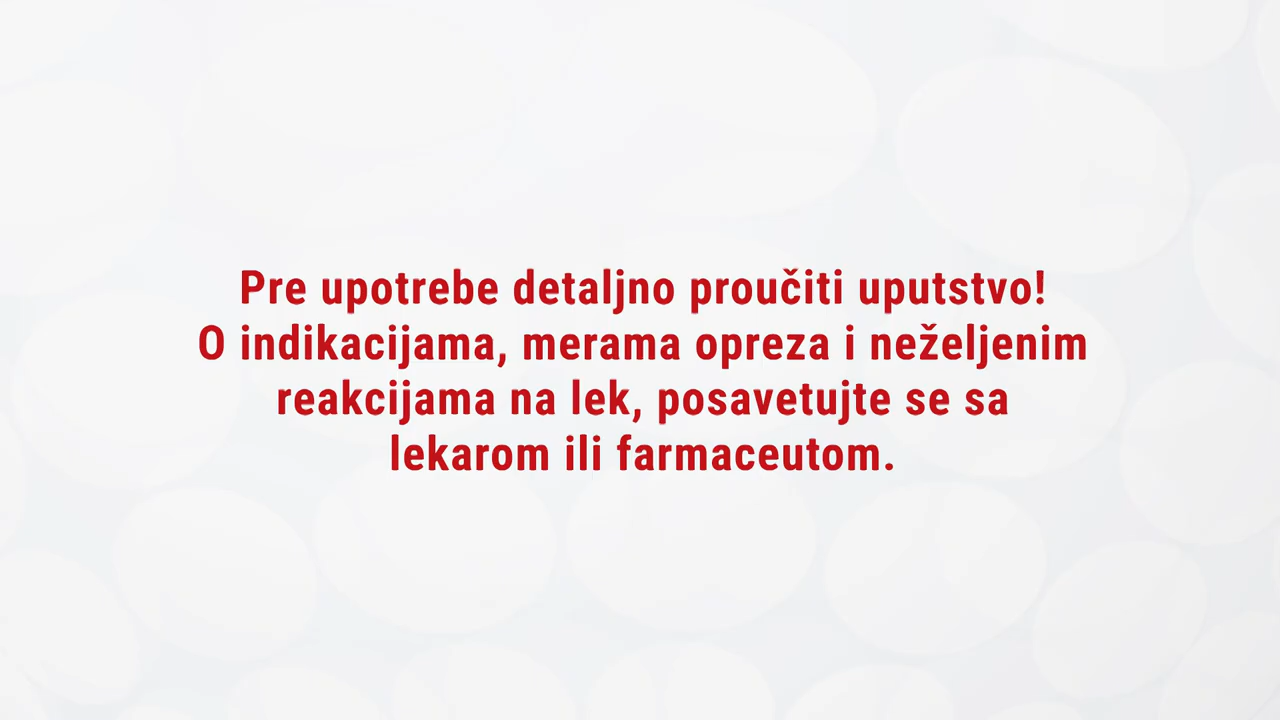 Pre upotrebe detaljno proučiti uputstvo!
O indikacijama, merama opreza i neželjenim
reakcijama na lek, posavetujte se sa
lekarom ili farmaceutom.